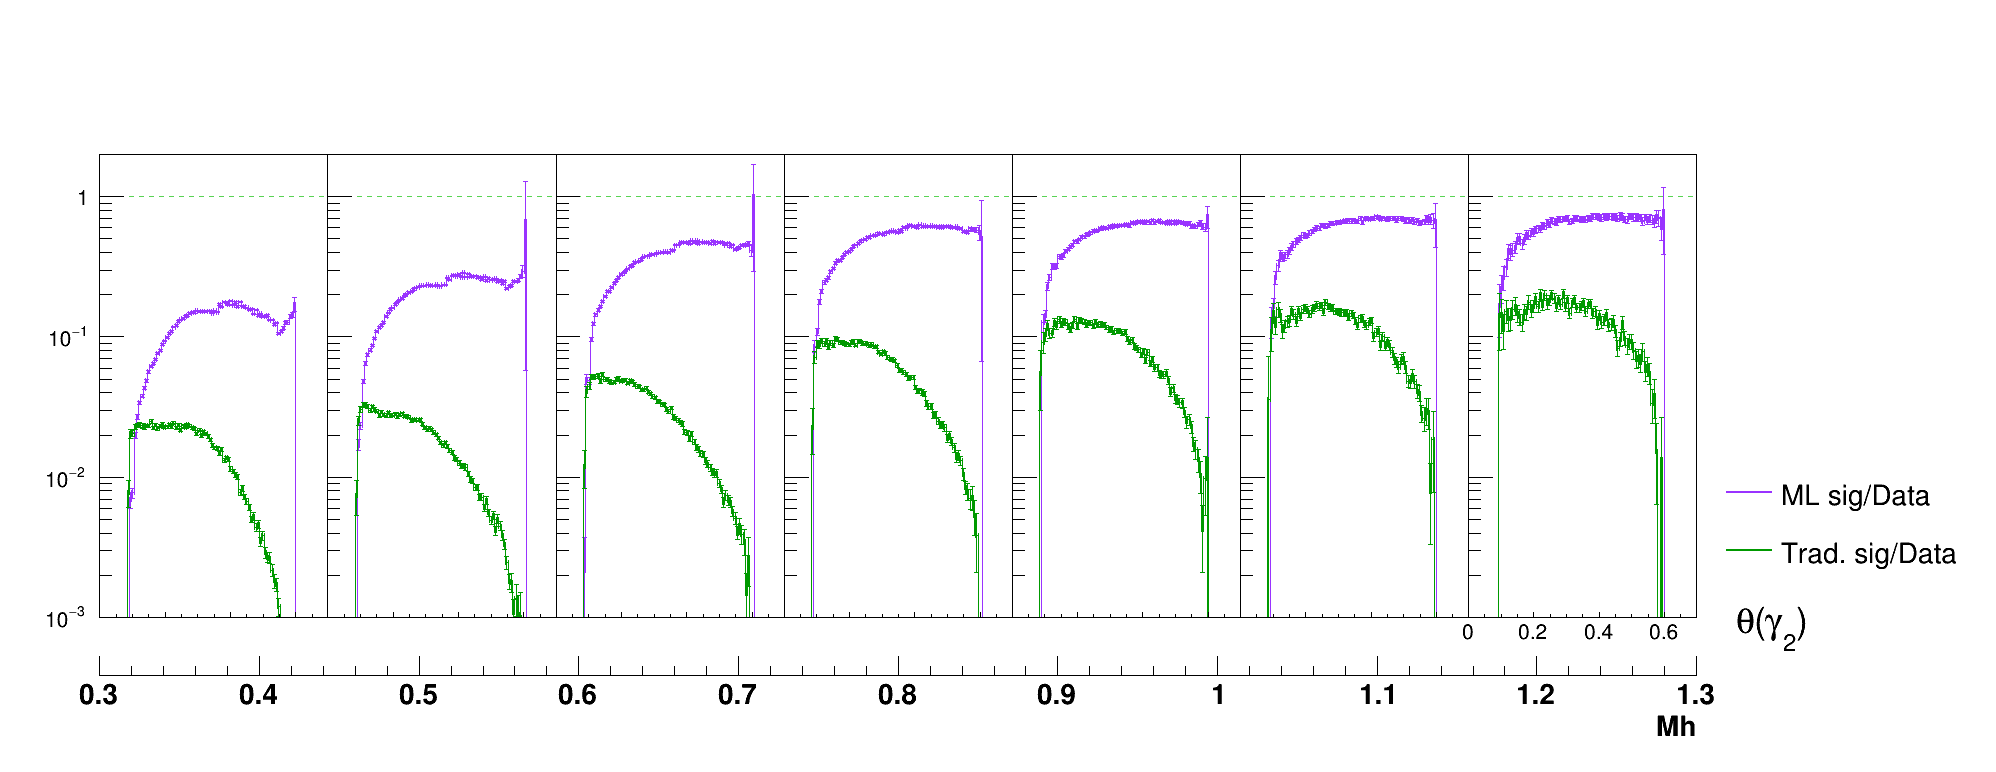 1
10⁻¹
10⁻²
10⁻³
ML sig/Data
Trad. sig/Data
θ(γ₂)
0 0.2 0.4 0.6
0.3 0.4 0.5 0.6 0.7 0.8 0.9 1 1.1 1.2 1.3
Mh